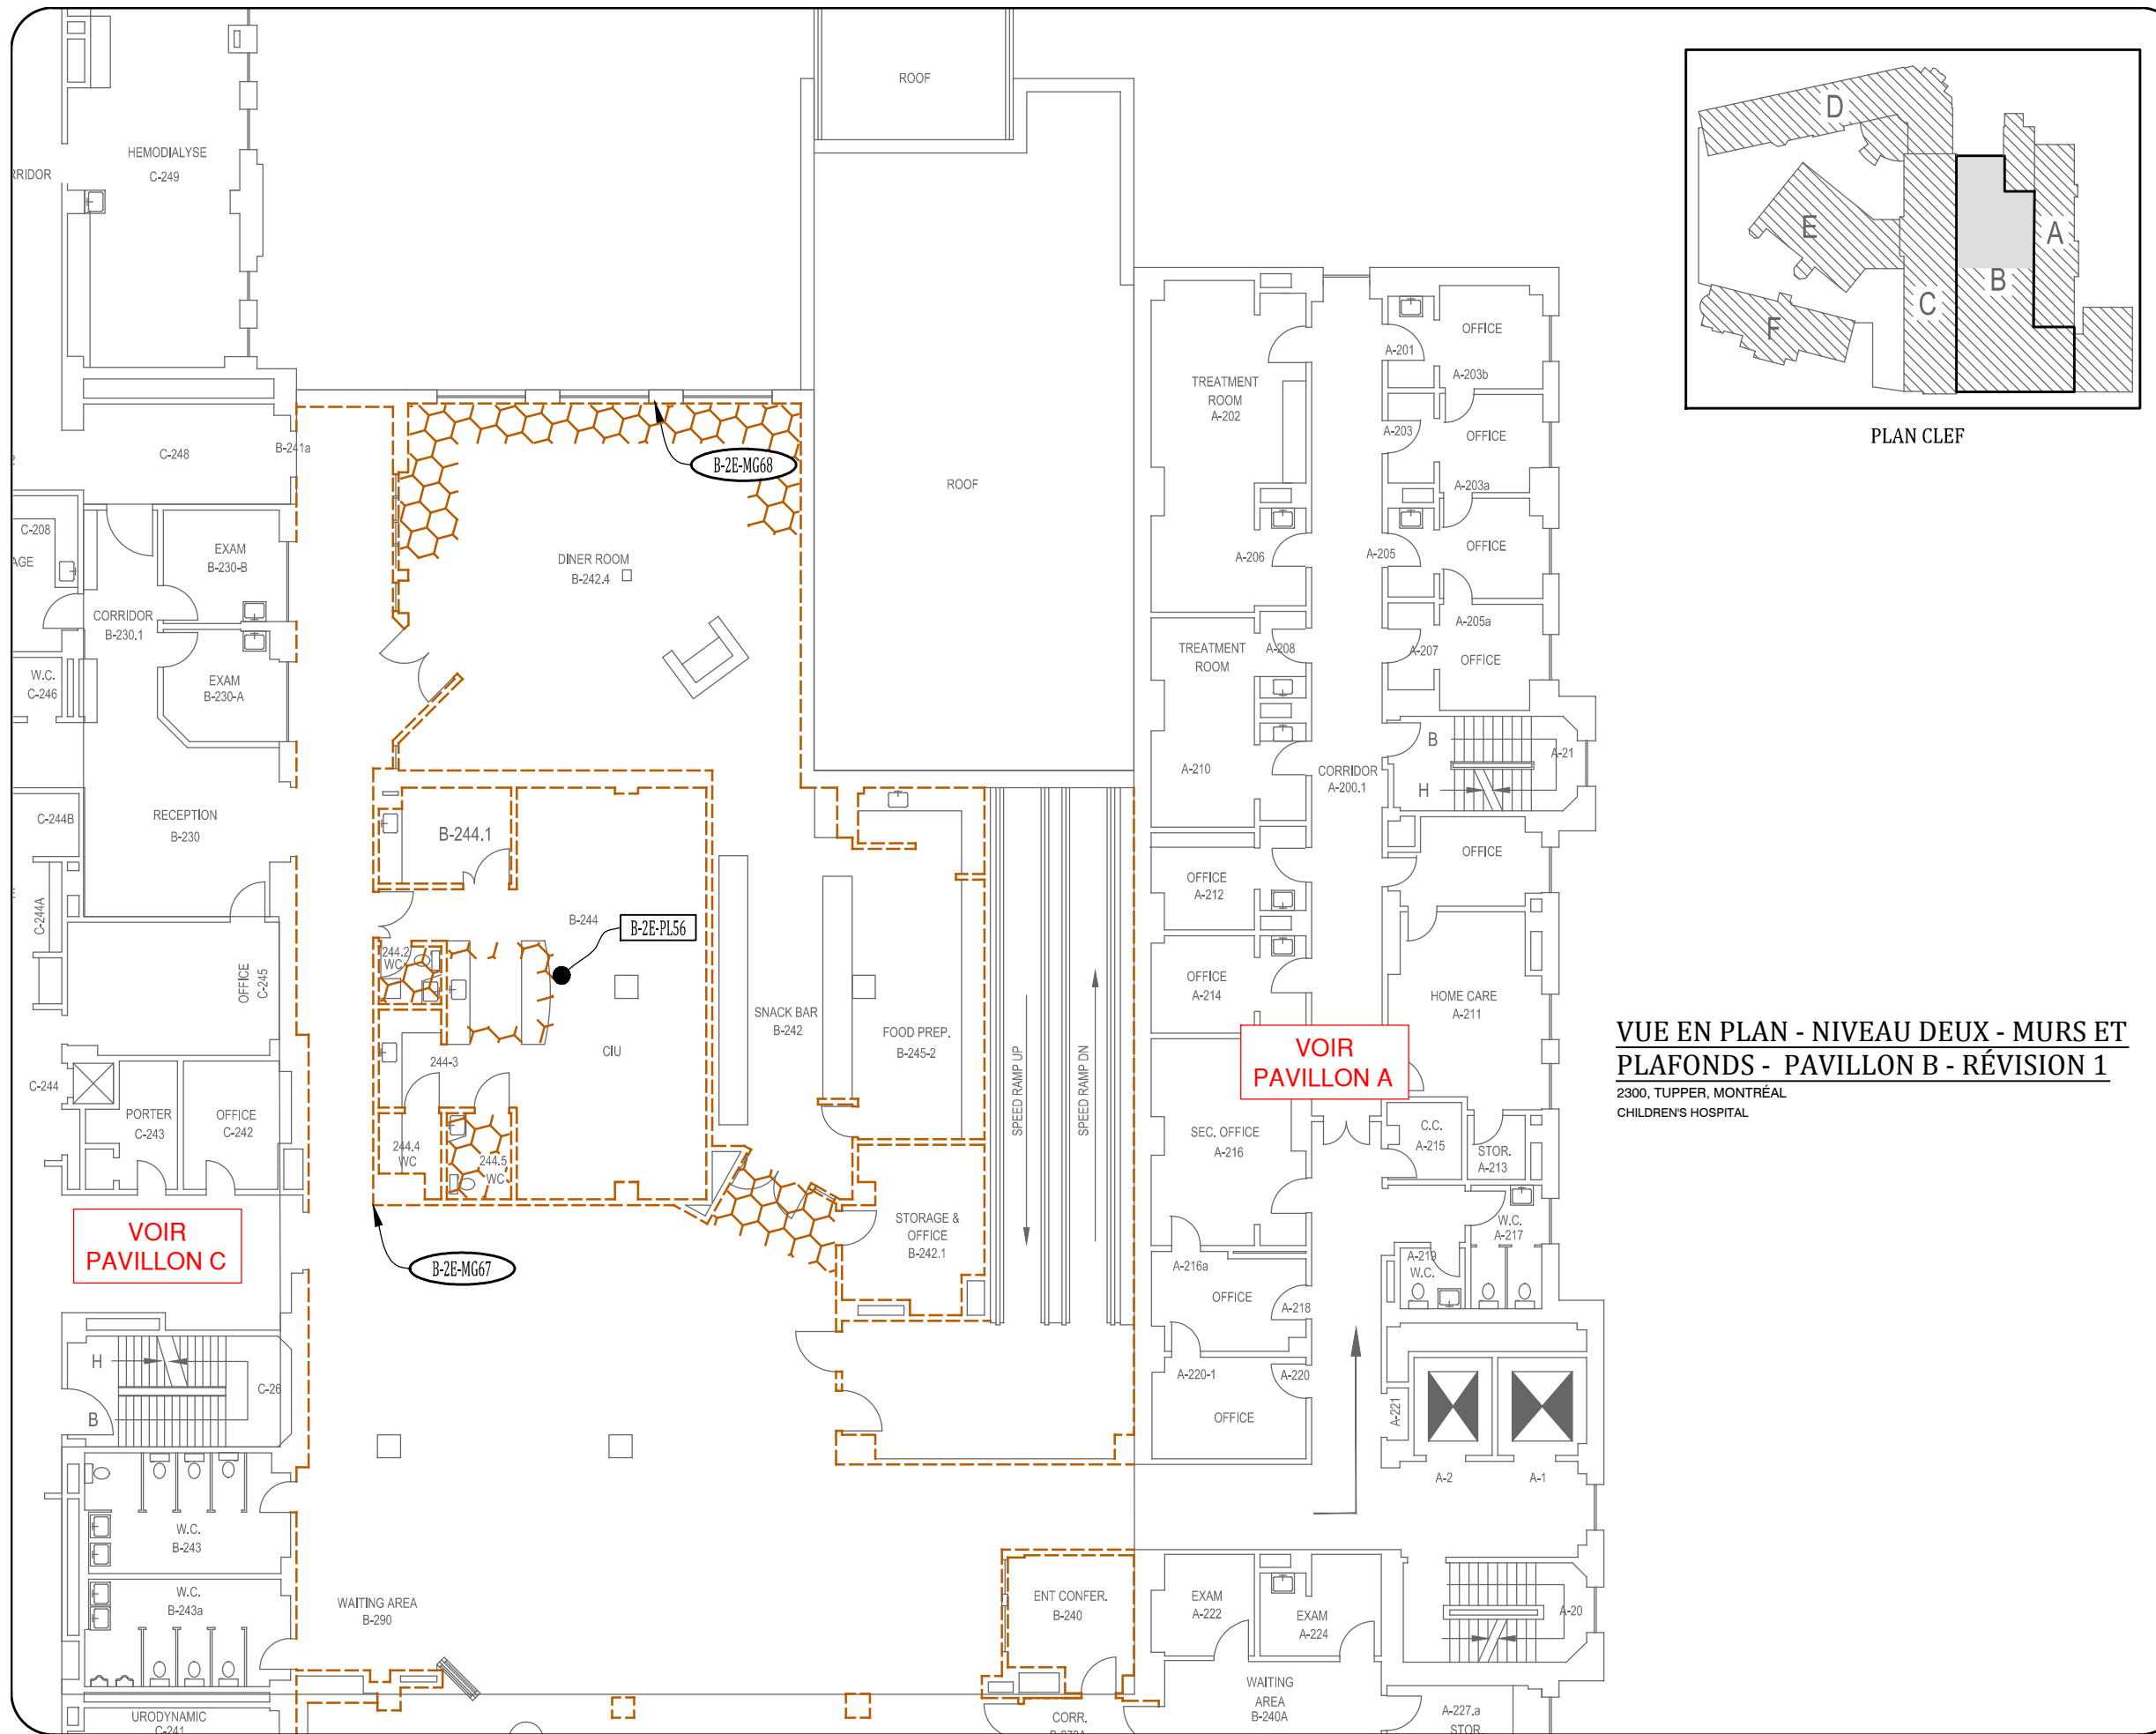 ROOF
HEMODIALYSE
C-249
RRIDOR
D
E
A
B
C
F
PLAN CLEF
C-248
B-241a
B-2E-MG68
ROOF
TREATMENT
ROOM
A-202
A-201
OFFICE
A-203b
A-203
OFFICE
A-203a
C-208
AGE
EXAM
B-230-B
DINER ROOM
B-242.4
A-206
A-205
OFFICE
CORRIDOR
B-230.1
A-205a
TREATMENT
ROOM
A-208
A-207
OFFICE
W.C.
C-246
EXAM
B-230-A
A-210
CORRIDOR
A-200.1
B
H
A-21
C-244B
RECEPTION
B-230
B-244.1
OFFICE
OFFICE
A-212
C-244A
B-244
B-2E-PL56
244.2
WC
OFFICE
C-245
OFFICE
A-214
HOME CARE
A-211
SNACK BAR
B-242
FOOD PREP.
B-245-2
SPEED RAMP UP
SPEED RAMP DN
CIU
244-3
VOIR
PAVILLON A
VUE EN PLAN - NIVEAU DEUX - MURS ET
PLAFONDS - PAVILLON B - RÉVISION 1
2300, TUPPER, MONTRÉAL
CHILDREN'S HOSPITAL
C-244
PORTER
C-243
OFFICE
C-242
244.4
WC
244.5
WC
SEC. OFFICE
A-216
C.C.
A-215
STOR.
A-213
VOIR
PAVILLON C
STORAGE &
OFFICE
B-242.1
W.C.
A-217
A-219
W.C.
B-2E-MG67
A-216a
OFFICE
A-218
H
B
C-26
A-220-1
A-220
OFFICE
A-221
A-2
A-1
W.C.
B-243
W.C.
B-243a
WAITING AREA
B-290
ENT CONFER.
B-240
EXAM
A-222
EXAM
A-224
A-20
WAITING
AREA
B-240A
A-227.a
STOR
URODYNAMIC
C-241
CORR.